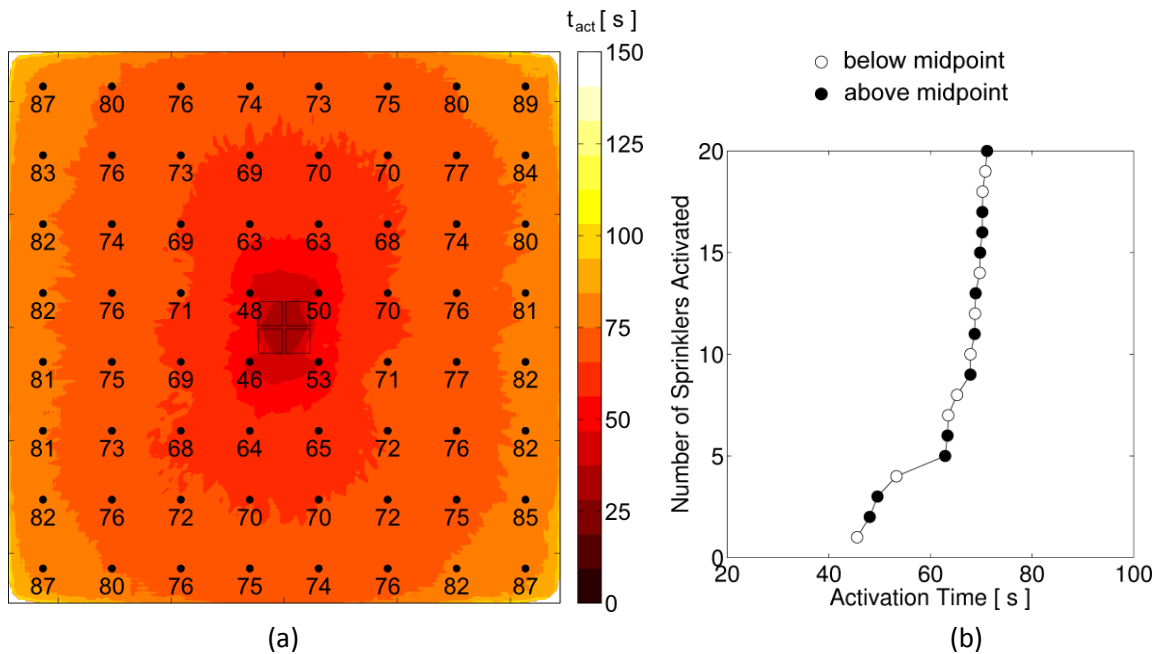 t_act [ s ]
87 80 76 74 73 75 80 89
83 76 73 69 70 70 77 84
82 74 69 63 63 68 74 80
82 76 71 48 50 70 76 81
81 75 69 46 53 71 77 82
81 73 68 64 65 72 76 82
82 76 72 70 70 72 75 85
87 80 76 75 74 76 82 87
150
125
100
75
50
25
0
(a)
below midpoint
above midpoint
Number of Sprinklers Activated
20
15
10
5
0
20 40 60 80 100
Activation Time [ s ]
(b)